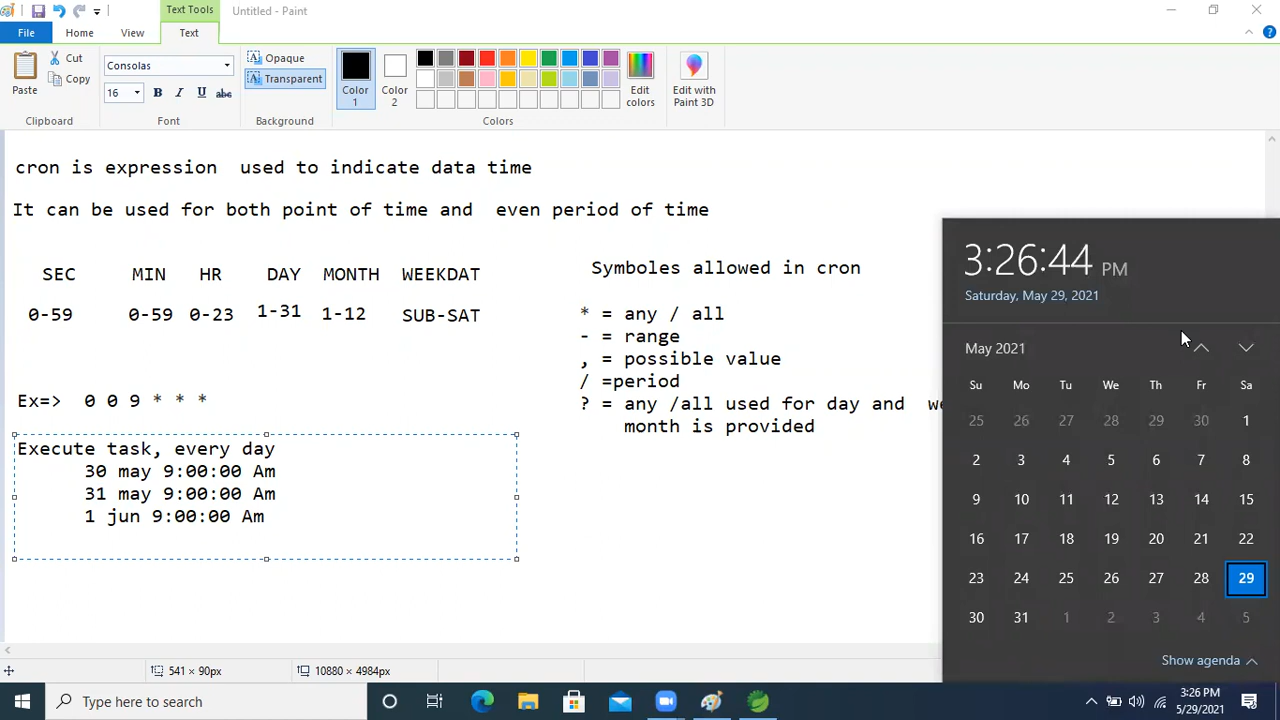 Text Tools
Untitled - Paint
File
Home
View
Text
Paste
Cut
Copy
Clipboard
Consolas
16
B
I
U
abc
Font
Opaque
Transparent
Background
Color
1
Color
2
Edit
colors
Colors
Edit with
Paint 3D
cron is expression used to indicate data time
It can be used for both point of time and even period of time
SEC MIN HR DAY MONTH WEEKDAT
0-59 0-59 0-23 1-31 1-12 SUB-SAT
Ex=> 0 0 9 * * *
Execute task, every day
30 may 9:00:00 Am
31 may 9:00:00 Am
1 jun 9:00:00 Am
Symboles allowed in cron
* = any / all
- = range
, = possible value
/ =period
? = any /all used for day and
month is provided
3:26:44 PM
Saturday, May 29, 2021
May 2021
Su Mo Tu We Th Fr Sa
25 26 27 28 29 30 1
2 3 4 5 6 7 8
9 10 11 12 13 14 15
16 17 18 19 20 21 22
23 24 25 26 27 28 29
30 31 1 2 3 4 5
Show agenda
541 × 90px
10880 × 4984px
Type here to search
3:26 PM
5/29/2021